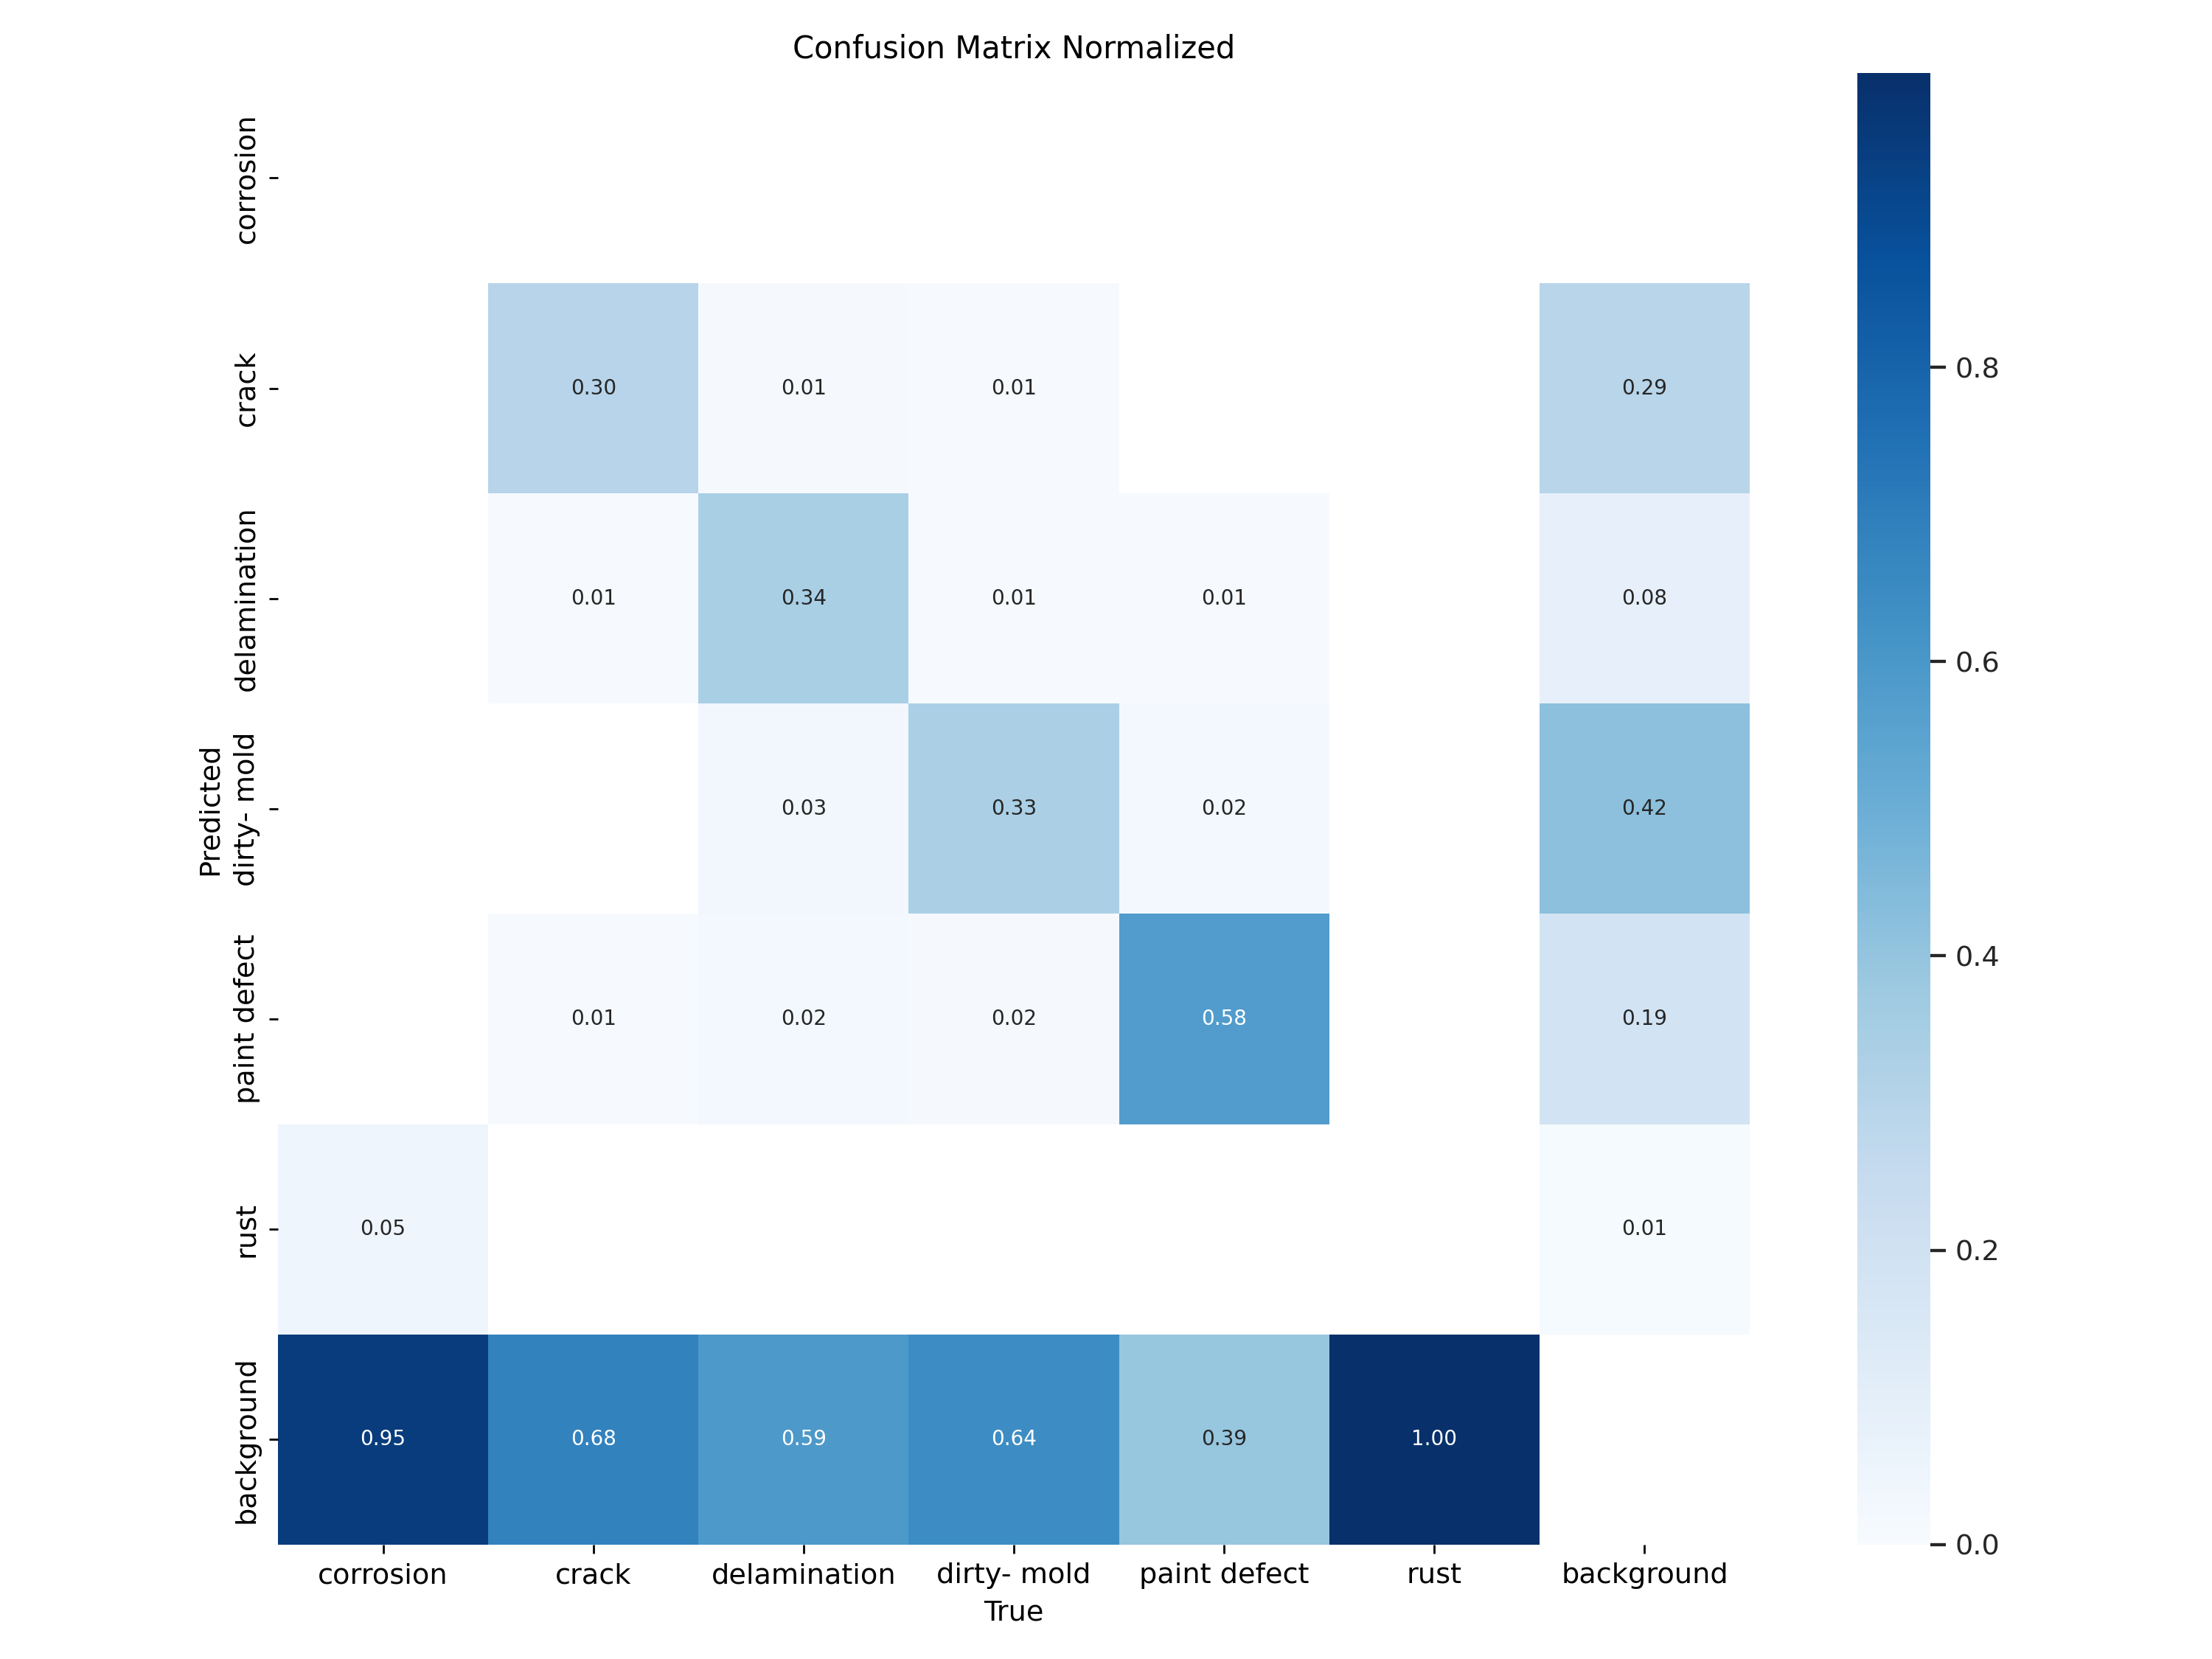 Confusion Matrix Normalized
corrosion
crack
0.30 0.01 0.01 0.29
delamination
0.01 0.34 0.01 0.01 0.08
Predicted
dirty- mold
0.03 0.33 0.02 0.42
paint defect
0.01 0.02 0.02 0.58 0.19
rust
0.05 0.01
background
0.95 0.68 0.59 0.64 0.39 1.00
corrosion crack delamination dirty- mold paint defect rust background
True
0.8
0.6
0.4
0.2
0.0